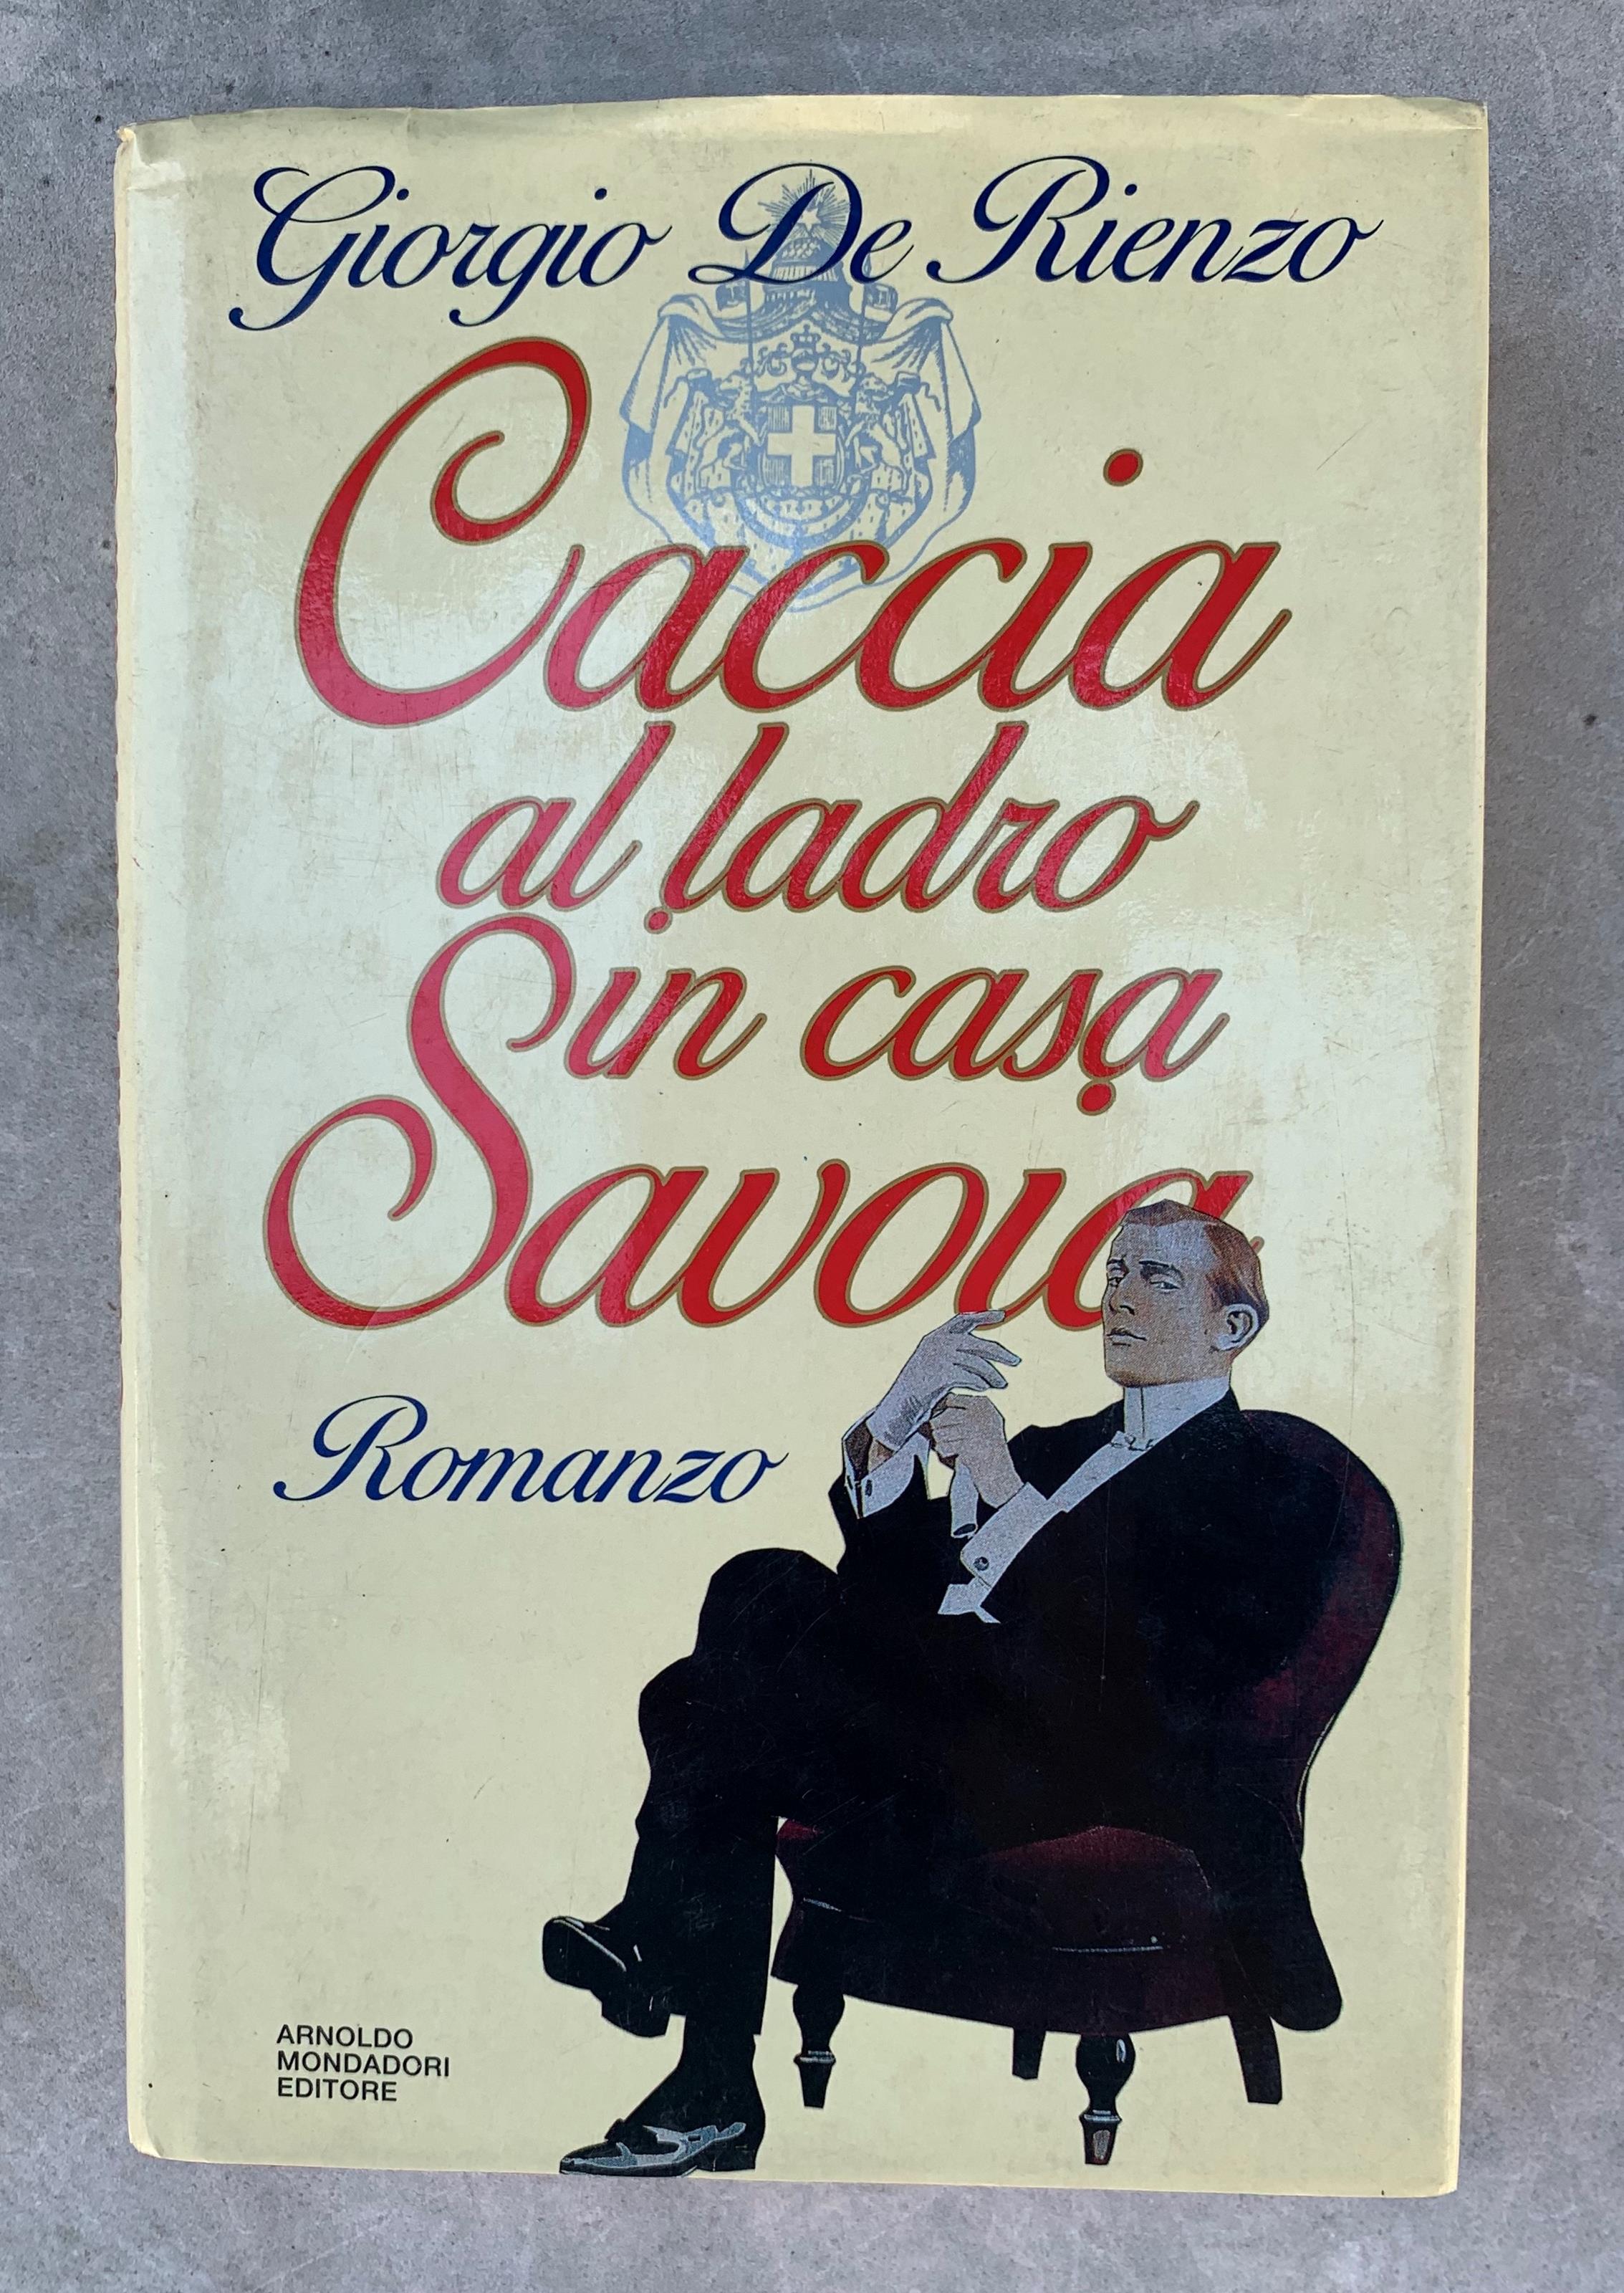 Giorgio De Rienzo
Caccia
al ladro
in casa
Savoia
Romanzo
ARNOLDO
MONDADORI
EDITORE